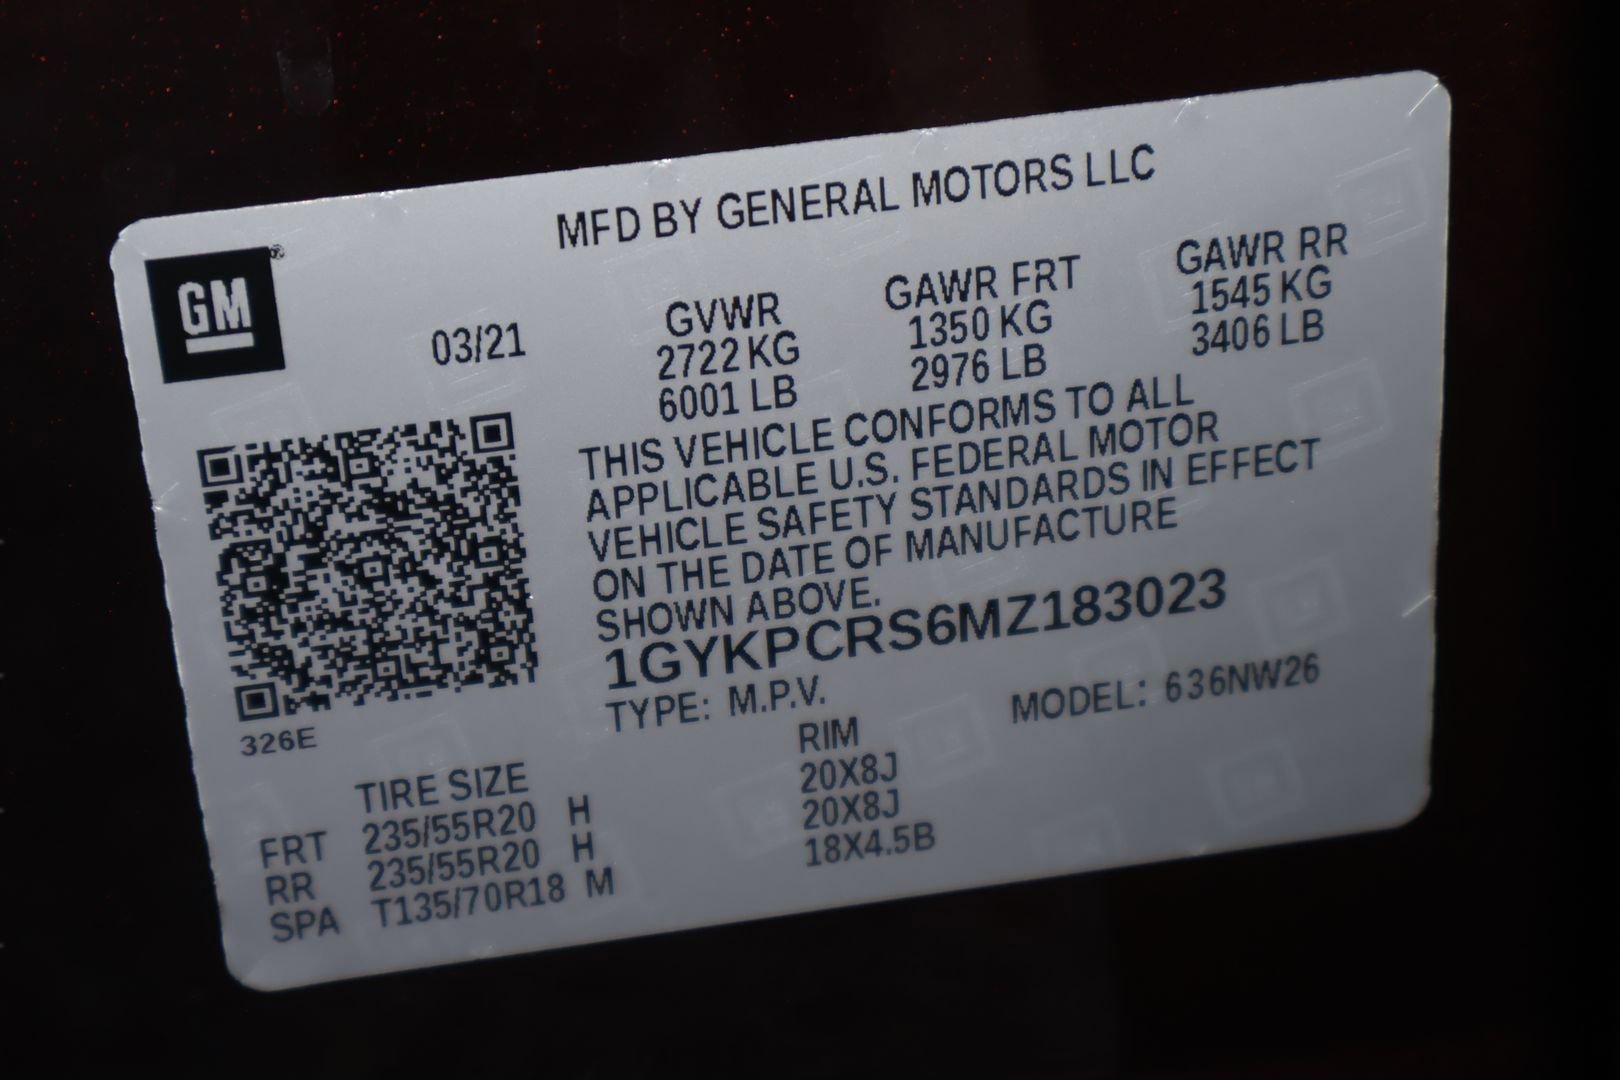 MFD BY GENERAL MOTORS LLC
GM ®
03/21
GVWR GAWR FRT GAWR RR
2722 KG 1350 KG 1545 KG
6001 LB 2976 LB 3406 LB
THIS VEHICLE CONFORMS TO ALL
APPLICABLE U.S. FEDERAL MOTOR
VEHICLE SAFETY STANDARDS IN EFFECT
ON THE DATE OF MANUFACTURE
SHOWN ABOVE.
1GYKPCRS6MZ183023
TYPE: M.P.V. MODEL: 636NW26
326E
TIRE SIZE RIM
FRT 235/55R20 H 20X8J
RR 235/55R20 H 20X8J
SPA T135/70R18 M 18X4.5B